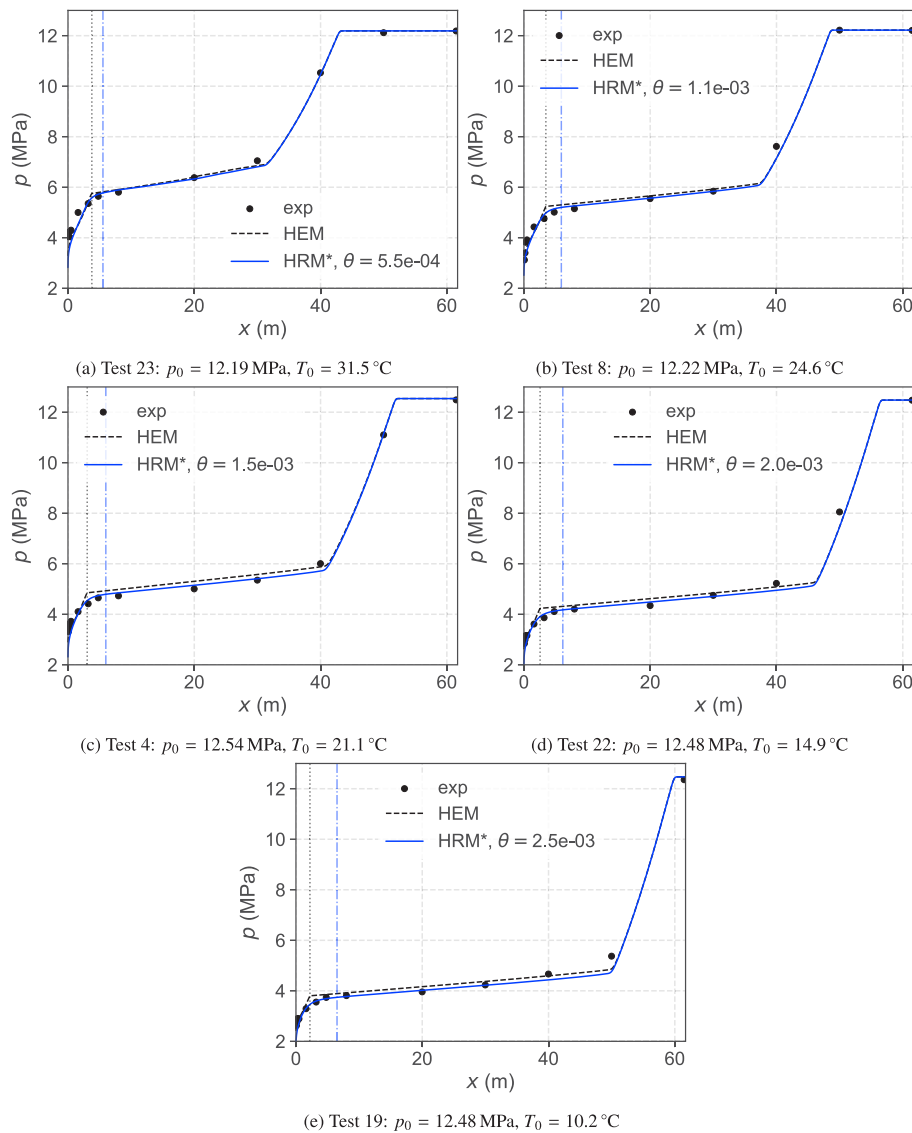 12
10
8
6
4
2
p (MPa)
exp
HEM
HRM*, θ = 5.5e-04
0 20 40 60
x (m)
(a) Test 23: p₀ = 12.19 MPa, T₀ = 31.5 °C
12
10
8
6
4
2
p (MPa)
exp
HEM
HRM*, θ = 1.1e-03
0 20 40 60
x (m)
(b) Test 8: p₀ = 12.22 MPa, T₀ = 24.6 °C
12
10
8
6
4
2
p (MPa)
exp
HEM
HRM*, θ = 1.5e-03
0 20 40 60
x (m)
(c) Test 4: p₀ = 12.54 MPa, T₀ = 21.1 °C
12
10
8
6
4
2
p (MPa)
exp
HEM
HRM*, θ = 2.0e-03
0 20 40 60
x (m)
(d) Test 22: p₀ = 12.48 MPa, T₀ = 14.9 °C
12
10
8
6
4
2
p (MPa)
exp
HEM
HRM*, θ = 2.5e-03
0 20 40 60
x (m)
(e) Test 19: p₀ = 12.48 MPa, T₀ = 10.2 °C